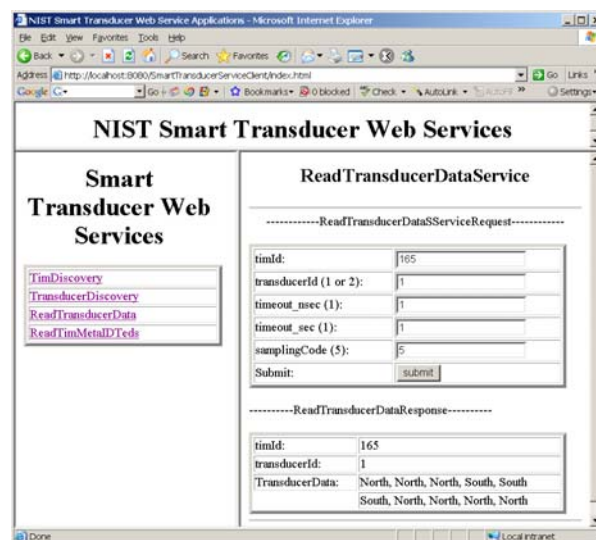 NIST Smart Transducer Web Service Applications - Microsoft Internet Explorer
File Edit View Favorites Tools Help
Back Search Favorites
Address http://localhost:8080/SmartTransducerServiceClient/index.html Go Links
Google G Go Bookmarks 0 blocked Check AutoLink Settings
NIST Smart Transducer Web Services
Smart
Transducer Web
Services
TimDiscovery
TransducerDiscovery
ReadTransducerData
ReadTimMetaIDTeds
ReadTransducerDataService
------------ReadTransducerDataSServiceRequest------------
timId: 165
transducerId (1 or 2): 1
timeout_nsec (1): 1
timeout_sec (1): 1
samplingCode (5): 5
Submit: submit
----------ReadTransducerDataResponse----------
timId: 165
transducerId: 1
TransducerData: North, North, North, South, South
South, North, North, North, North
Done Local intranet